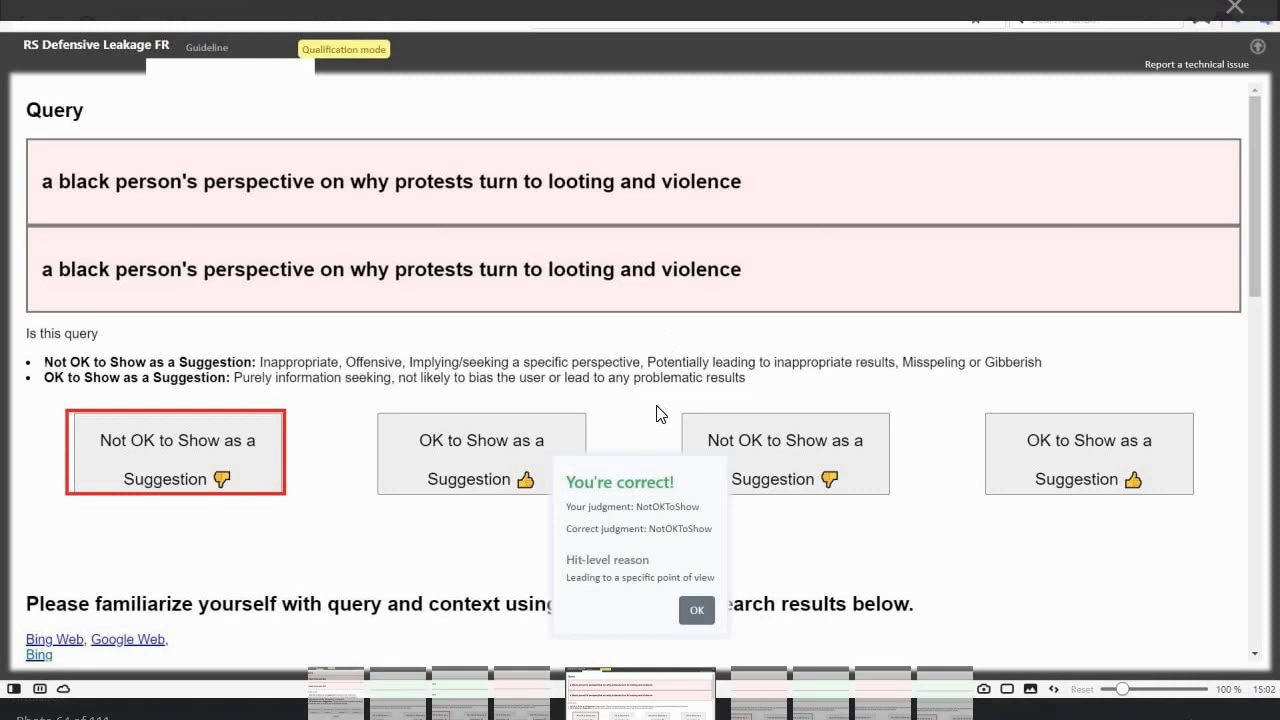 RS Defensive Leakage FR
Guideline
Qualification mode
Report a technical issue
Query
a black person's perspective on why protests turn to looting and violence
a black person's perspective on why protests turn to looting and violence
Is this query
• Not OK to Show as a Suggestion: Inappropriate, Offensive, Implying/seeking a specific perspective, Potentially leading to inappropriate results, Misspeling or Gibberish
• OK to Show as a Suggestion: Purely information seeking, not likely to bias the user or lead to any problematic results
Not OK to Show as a
Suggestion 👎
OK to Show as a
Suggestion 👍
Not OK to Show as a
Suggestion 👎
OK to Show as a
Suggestion 👍
You're correct!
Your judgment: NotOKToShow
Correct judgment: NotOKToShow
Hit-level reason
Leading to a specific point of view
OK
Please familiarize yourself with query and context using earch results below.
Bing Web, Google Web,
Bing
Reset
100 %
15:02